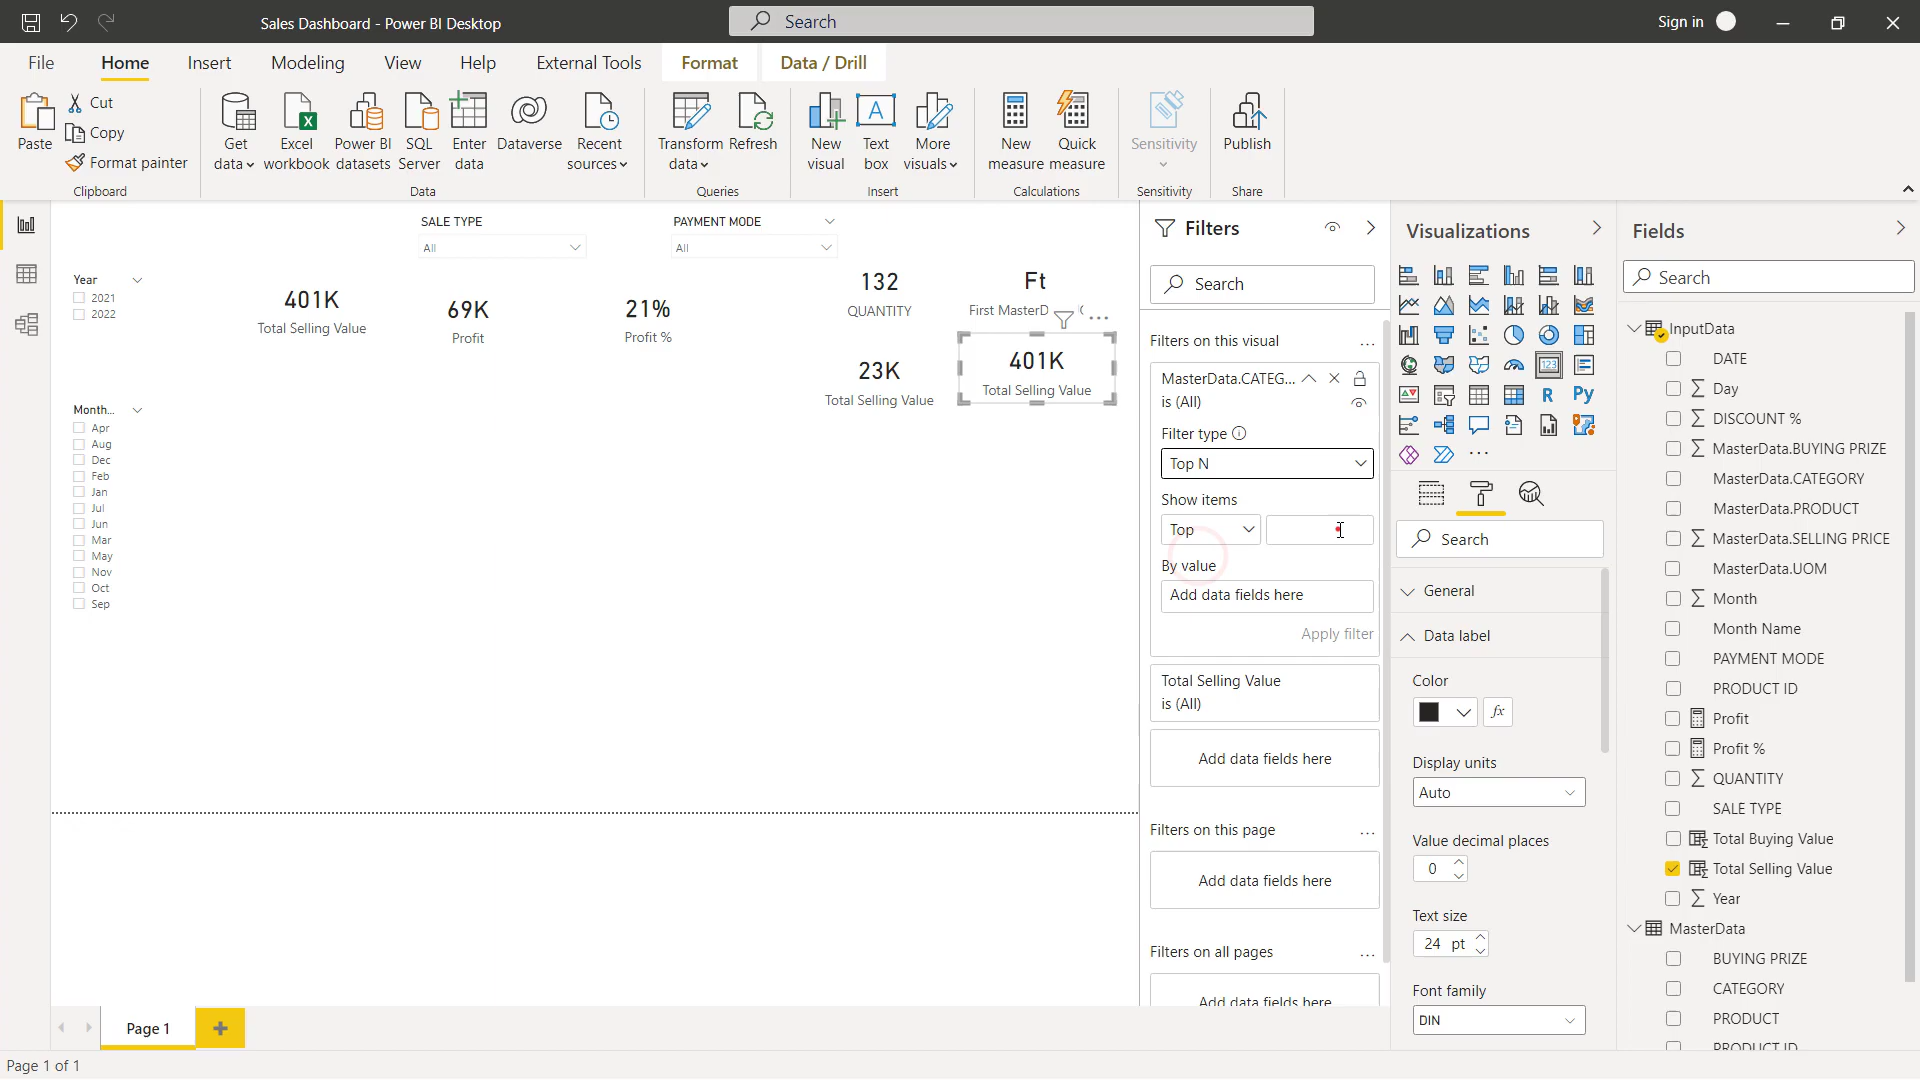 Sales Dashboard - Power BI Desktop
Search
Sign in
File Home Insert Modeling View Help External Tools Format Data / Drill
Paste
Cut
Copy
Format painter
Clipboard
Get data
Excel workbook
Power BI datasets
SQL Server
Enter data
Dataverse
Recent sources
Data
Transform data
Refresh
Queries
New visual
Text box
More visuals
Insert
New measure
Quick measure
Calculations
Sensitivity
Sensitivity
Publish
Share
SALE TYPE
All
PAYMENT MODE
All
Year
2021
2022
401K
Total Selling Value
69K
Profit
21%
Profit %
132
QUANTITY
Ft
First MasterD
23K
Total Selling Value
401K
Total Selling Value
Month...
Apr
Aug
Dec
Feb
Jan
Jul
Jun
Mar
May
Nov
Oct
Sep
Filters
Search
Filters on this visual
MasterData.CATEG...
is (All)
Filter type
Top N
Show items
Top
By value
Add data fields here
Apply filter
Total Selling Value
is (All)
Add data fields here
Filters on this page
Add data fields here
Filters on all pages
Add data fields here
Visualizations
R
Py
Search
General
Data label
Color
fx
Display units
Auto
Value decimal places
0
Text size
24 pt
Font family
DIN
Fields
Search
InputData
DATE
Day
DISCOUNT %
MasterData.BUYING PRIZE
MasterData.CATEGORY
MasterData.PRODUCT
MasterData.SELLING PRICE
MasterData.UOM
Month
Month Name
PAYMENT MODE
PRODUCT ID
Profit
Profit %
QUANTITY
SALE TYPE
Total Buying Value
Total Selling Value
Year
MasterData
BUYING PRIZE
CATEGORY
PRODUCT
PRODUCT ID
Page 1
Page 1 of 1